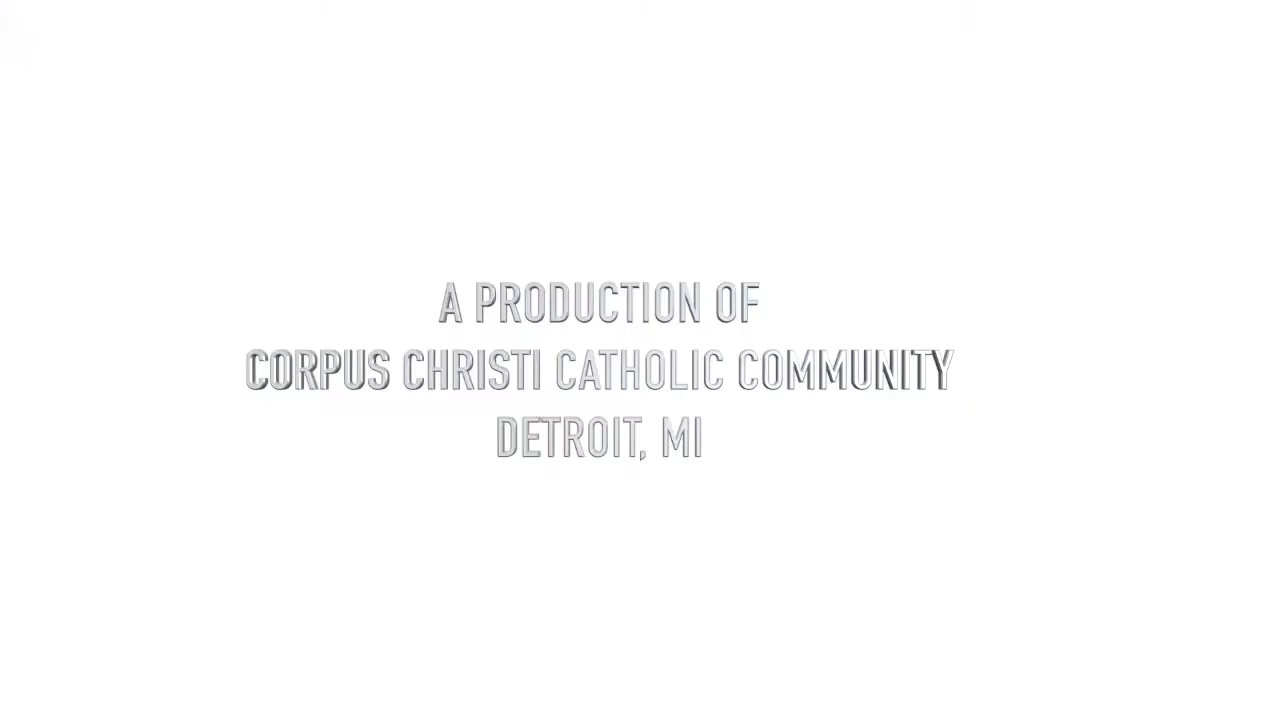 A PRODUCTION OF
CORPUS CHRISTI CATHOLIC COMMUNITY
DETROIT, MI